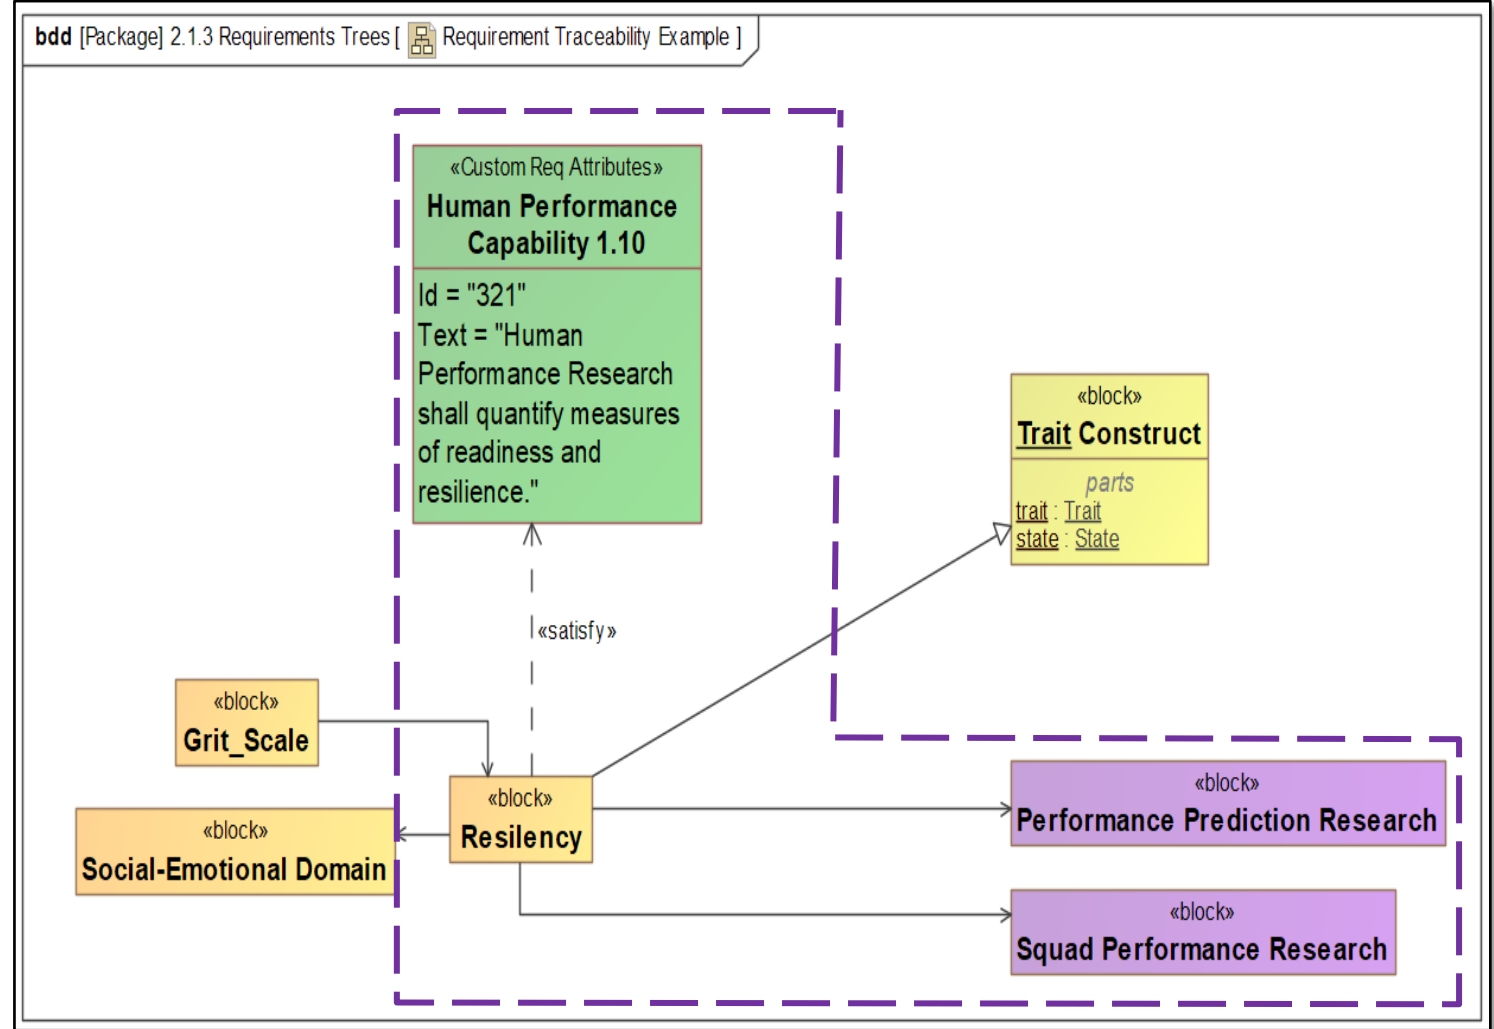 bdd [Package] 2.1.3 Requirements Trees [ Requirement Traceability Example ]
«Custom Req Attributes»
Human Performance
Capability 1.10
Id = "321"
Text = "Human
Performance Research
shall quantify measures
of readiness and
resilience."
«block»
Trait Construct
parts
trait : Trait
state : State
«satisfy»
«block»
Grit_Scale
«block»
Resilency
«block»
Social-Emotional Domain
«block»
Performance Prediction Research
«block»
Squad Performance Research